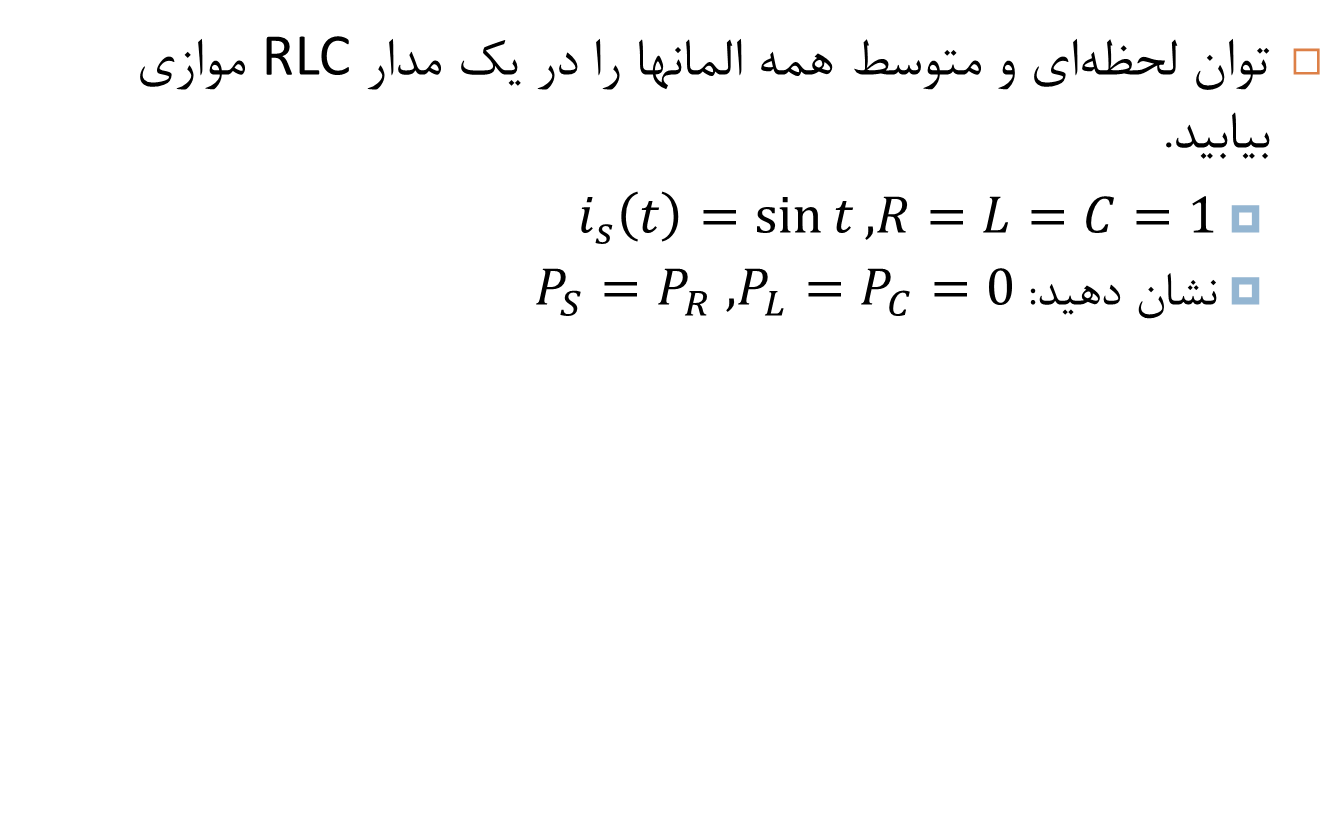 توان لحظه‌ای و متوسط همه المانها را در یک مدار RLC موازی
بیابید.
i_s(t) = sin t ,R = L = C = 1
نشان دهید: P_S = P_R ,P_L = P_C = 0